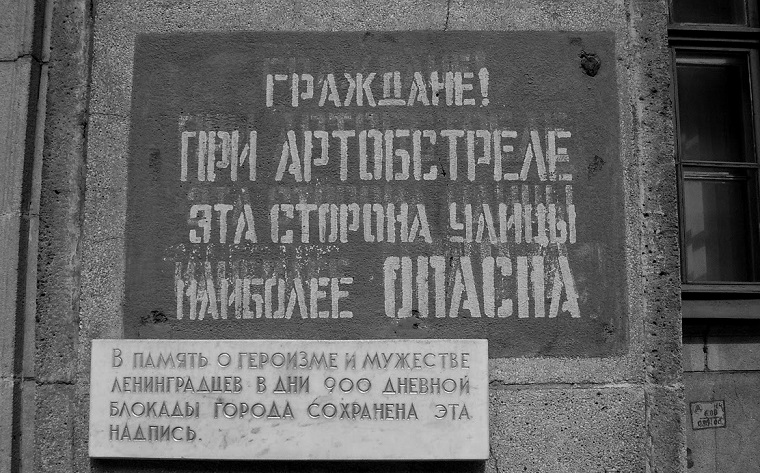 ГРАЖДАНЕ!
ПРИ АРТОБСТРЕЛЕ
ЭТА СТОРОНА УЛИЦЫ
НАИБОЛЕЕ ОПАСНА
В ПАМЯТЬ О ГЕРОИЗМЕ И МУЖЕСТВЕ
ЛЕНИНГРАДЦЕВ В ДНИ 900 ДНЕВНОЙ
БЛОКАДЫ ГОРОДА СОХРАНЕНА ЭТА
НАДПИСЬ.